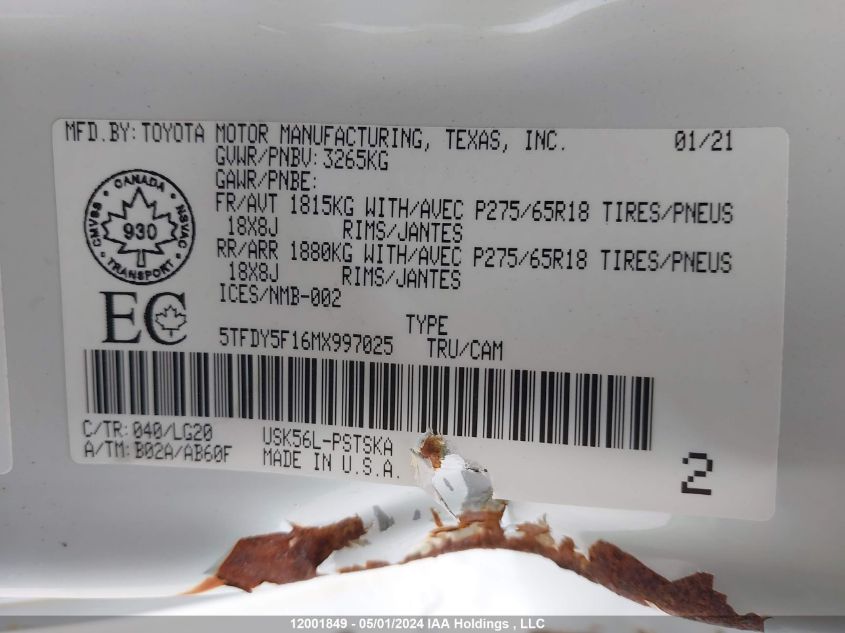 MFD.BY: TOYOTA MOTOR MANUFACTURING, TEXAS, INC. 01/21
GVWR/PNBV: 3265KG
GAWR/PNBE:
FR/AVT 1815KG WITH/AVEC P275/65R18 TIRES/PNEUS
18X8J RIMS/JANTES
RR/ARR 1880KG WITH/AVEC P275/65R18 TIRES/PNEUS
18X8J RIMS/JANTES
ICES/NMB-002
CANADA
CMVSS 930 NSVAC
TRANSPORT
EC
TYPE
5TFDY5F16MX997025 TRU/CAM
C/TR: 040/LG20 USK56L-PSTSKA
A/TM: B02A/AB60F MADE IN U.S.A.
2
12001849 - 05/01/2024 IAA Holdings , LLC